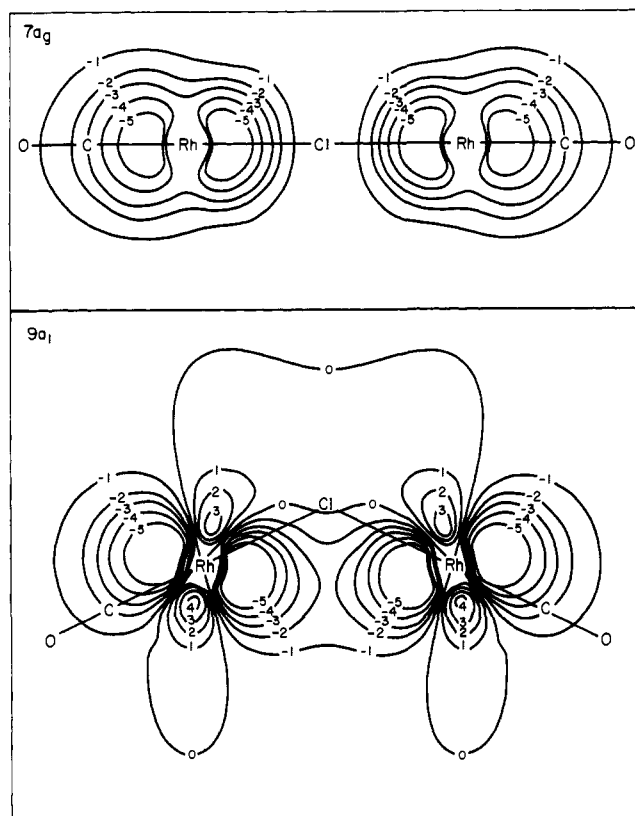 7a_g
-1 -1
-2 -1 -1 -2
-3 -2 -2 -3
-4 -3 -3 -4
-4 -4
-5 -5 -5 -5
O C Rh Cl Rh C O
9a₁
0
-1 1 1 -1
-2 2 0 Cl 0 2 -2
-3 3 3 -3
-4 -4
-5 -5
Rh Rh
C 4 -5 -5 4 C
3 -4 -4 3
2 -3 -3 2
O 1 -2 -2 1 O
-1 -1
0 0